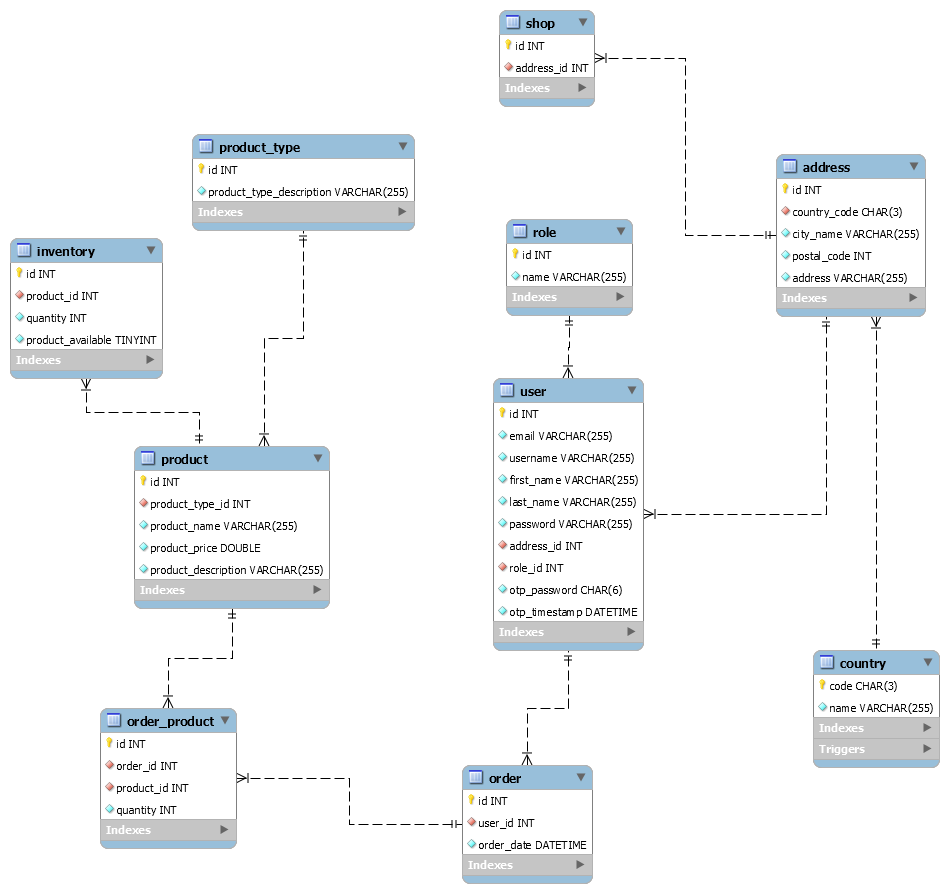 shop
id INT
address_id INT
Indexes
product_type
id INT
product_type_description VARCHAR(255)
Indexes
address
id INT
country_code CHAR(3)
city_name VARCHAR(255)
postal_code INT
address VARCHAR(255)
Indexes
role
id INT
name VARCHAR(255)
Indexes
inventory
id INT
product_id INT
quantity INT
product_available TINYINT
Indexes
user
id INT
email VARCHAR(255)
username VARCHAR(255)
first_name VARCHAR(255)
last_name VARCHAR(255)
password VARCHAR(255)
address_id INT
role_id INT
otp_password CHAR(6)
otp_timestamp DATETIME
Indexes
product
id INT
product_type_id INT
product_name VARCHAR(255)
product_price DOUBLE
product_description VARCHAR(255)
Indexes
country
code CHAR(3)
name VARCHAR(255)
Indexes
Triggers
order_product
id INT
order_id INT
product_id INT
quantity INT
Indexes
order
id INT
user_id INT
order_date DATETIME
Indexes